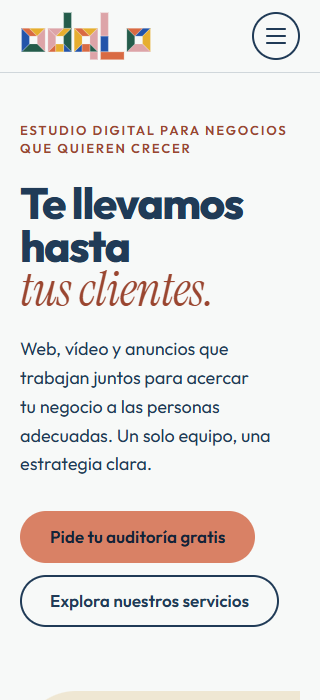 odaLo
ESTUDIO DIGITAL PARA NEGOCIOS
QUE QUIEREN CRECER
Te llevamos
hasta
tus clientes.
Web, vídeo y anuncios que
trabajan juntos para acercar
tu negocio a las personas
adecuadas. Un solo equipo, una
estrategia clara.
Pide tu auditoría gratis
Explora nuestros servicios